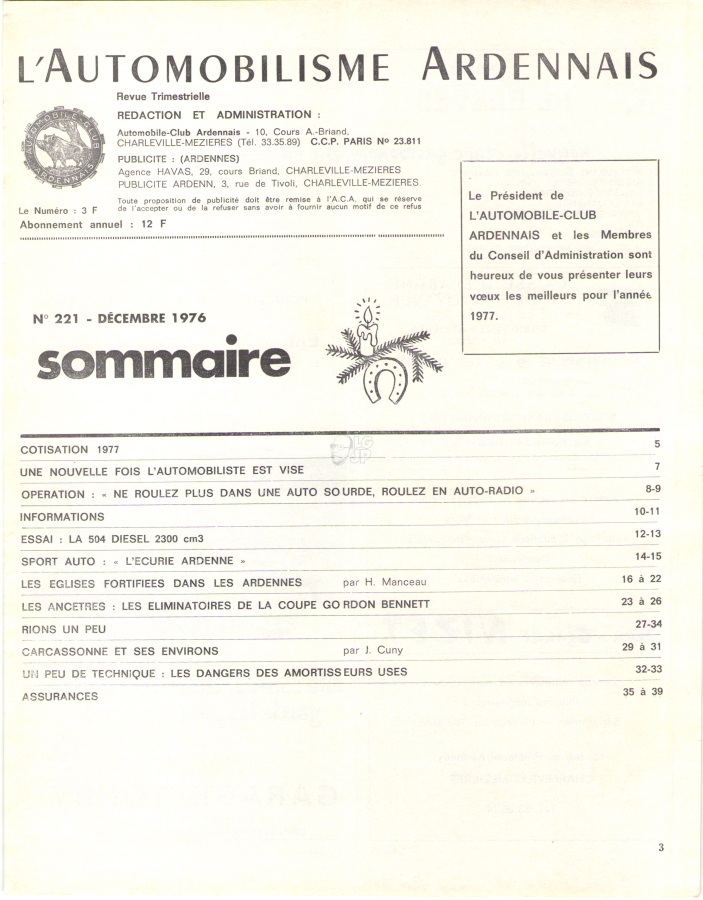 L'AUTOMOBILISME ARDENNAIS
Revue Trimestrielle
REDACTION ET ADMINISTRATION :
Automobile-Club Ardennais - 10, Cours A.-Briand,
CHARLEVILLE-MEZIERES (Tél. 33.35.89) C.C.P. PARIS No 23.811
PUBLICITE : (ARDENNES)
Agence HAVAS, 29, cours Briand, CHARLEVILLE-MEZIERES
PUBLICITE ARDENN, 3, rue de Tivoli, CHARLEVILLE-MEZIERES.
Toute proposition de publicité doit être remise à l'A.C.A. qui se réserve
de l'accepter ou de la refuser sans avoir à fournir aucun motif de ce refus
AUTOMOBILE-CLUB ARDENNAIS
Le Numéro : 3 F
Abonnement annuel : 12 F
Le Président de
L'AUTOMOBILE-CLUB
ARDENNAIS et les Membres
du Conseil d'Administration sont
heureux de vous présenter leurs
vœux les meilleurs pour l'année
1977.
N° 221 - DÉCEMBRE 1976
sommaire
LG
JP
COTISATION 1977 5
UNE NOUVELLE FOIS L'AUTOMOBILISTE EST VISE 7
OPERATION : « NE ROULEZ PLUS DANS UNE AUTO SOURDE, ROULEZ EN AUTO-RADIO » 8-9
INFORMATIONS 10-11
ESSAI : LA 504 DIESEL 2300 cm3 12-13
SPORT AUTO : « L'ECURIE ARDENNE » 14-15
LES EGLISES FORTIFIEES DANS LES ARDENNES par H. Manceau 16 à 22
LES ANCETRES : LES ELIMINATOIRES DE LA COUPE GORDON BENNETT 23 à 26
RIONS UN PEU 27-34
CARCASSONNE ET SES ENVIRONS par J. Cuny 29 à 31
UN PEU DE TECHNIQUE : LES DANGERS DES AMORTISSEURS USES 32-33
ASSURANCES 35 à 39
3